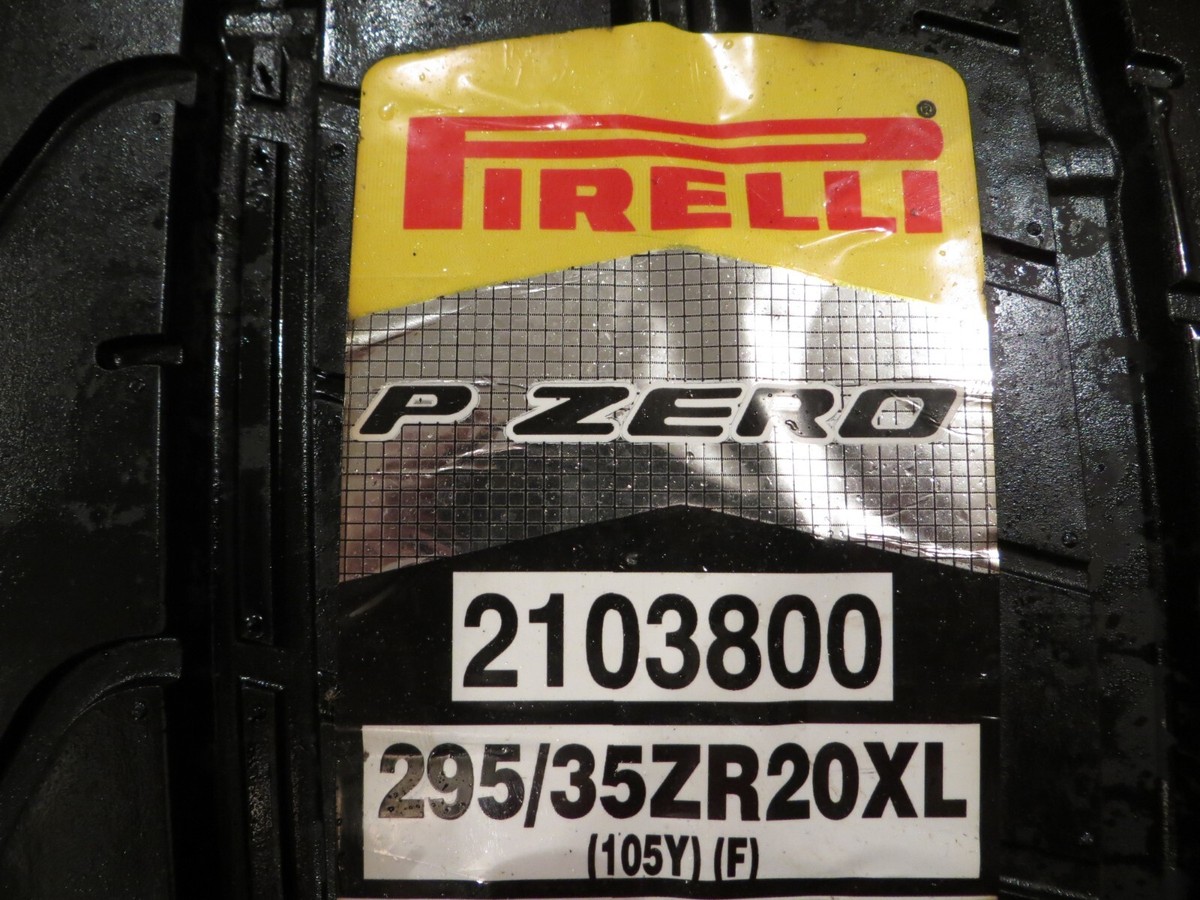 PIRELLI®
P ZERO
2103800
295/35ZR20XL
(105Y) (F)